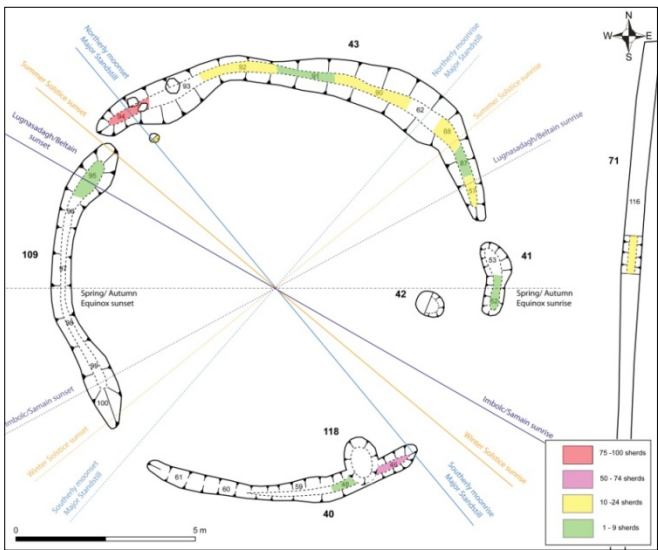 N
W E
S
43
Northerly moonset
Major Standstill
Northerly moonrise
Major Standstill
Summer Solstice sunset
Summer Solstice sunrise
Lugnasadagh/Beltain
sunset
Lugnasadagh/Beltain sunrise
92
93
91
62
88
71
116
95
96
109
97
41
53
42
Spring/ Autumn
Equinox sunset
Spring/ Autumn
Equinox sunrise
98
99
100
Imbolc/Samain sunset
Imbolc/Samain sunrise
Winter Solstice sunset
Winter Solstice sunrise
Southerly moonset
Major Standstill
Southerly moonrise
Major Standstill
118
61
60
59
40
75 -100 sherds
50 - 74 sherds
10 -24 sherds
1 - 9 sherds
0 5 m